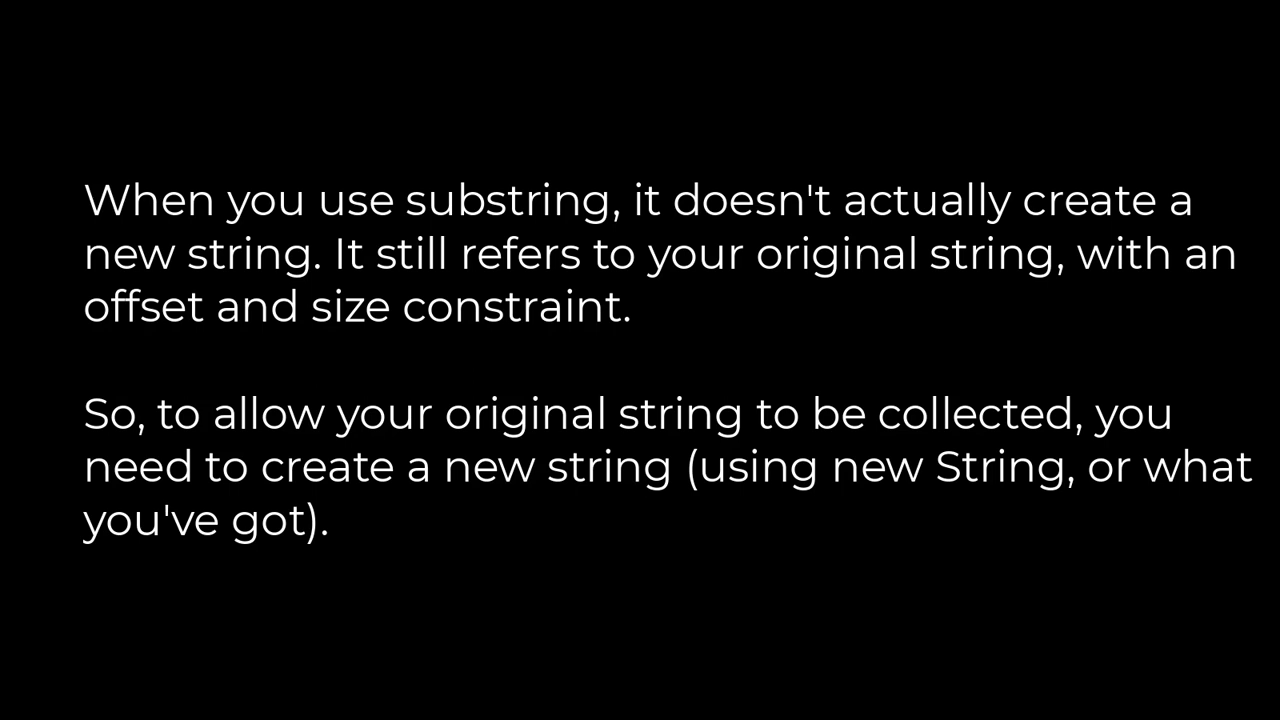 When you use substring, it doesn't actually create a
new string. It still refers to your original string, with an
offset and size constraint.
So, to allow your original string to be collected, you
need to create a new string (using new String, or what
you've got).